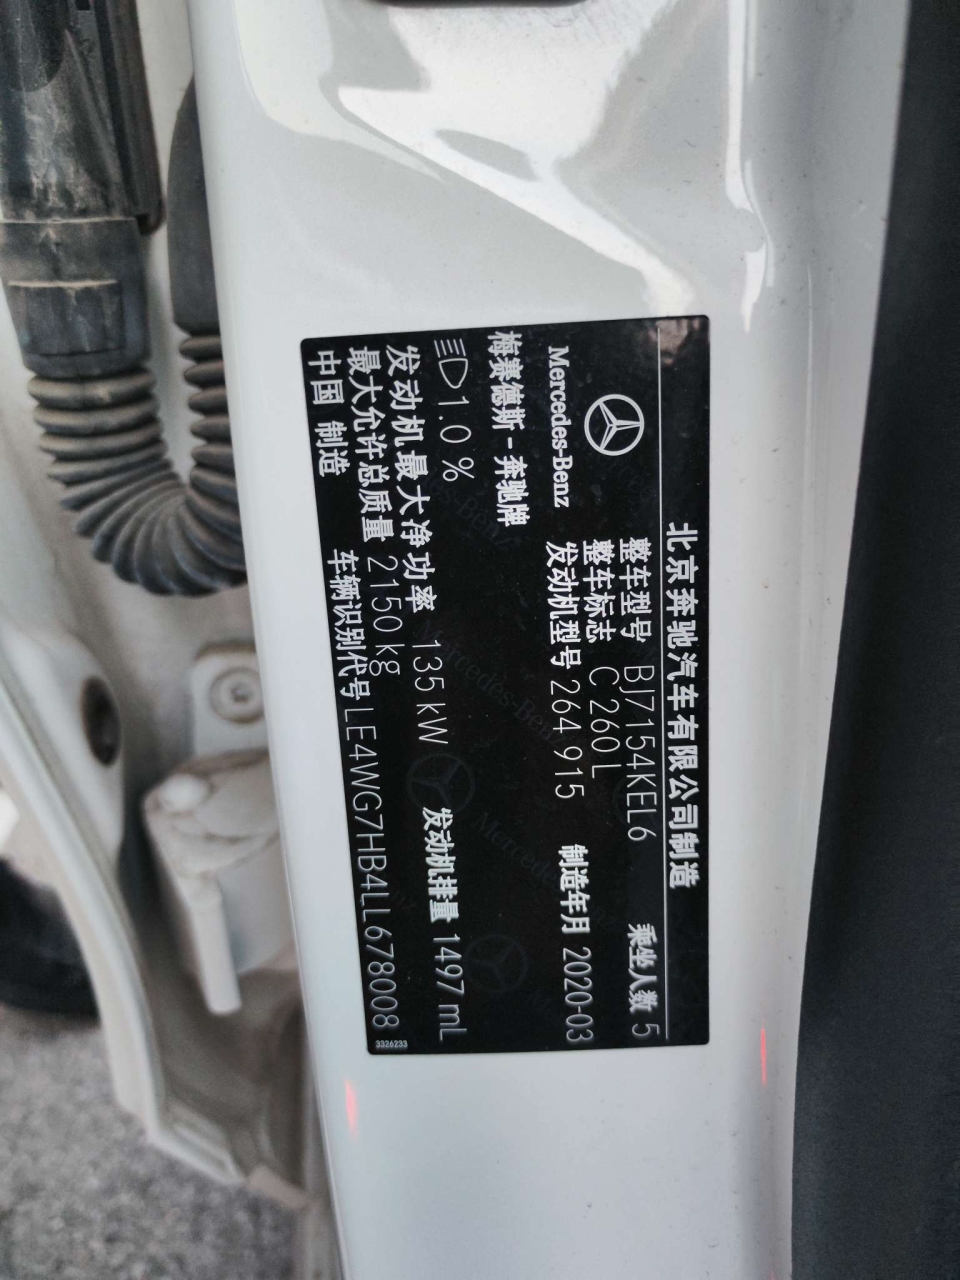 北京奔驰汽车有限公司制造
整车型号 BJ7154KEL6 乘坐人数 5
整车标志 C 260 L
Mercedes-Benz 发动机型号 264 915 制造年月 2020-03
梅赛德斯-奔驰牌
1.0 %
发动机最大净功率 135 kW 发动机排量 1497 mL
最大允许总质量 2150 kg
中国 制造 车辆识别代号 LE4WG7HB4LL678008
3326233